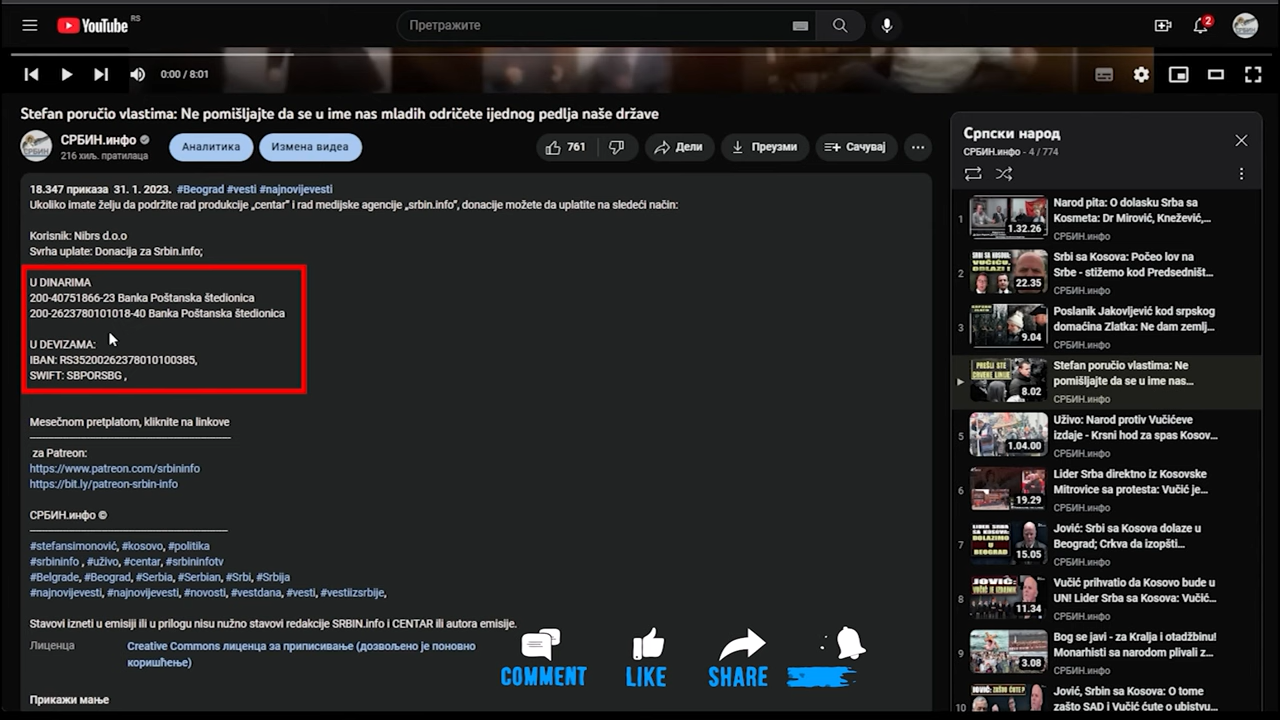 YouTube RS
Претражите
2
0:00 / 8:01
Stefan poručio vlastima: Ne pomišljajte da se u ime nas mladih odričete ijednog pedlja naše države
СРБИН.инфо
216 хиљ. пратилаца
Аналитика
Измена видеа
761
Дели
Преузми
Сачувај
18.347 приказа 31. 1. 2023. #Beograd #vesti #najnovijevesti
Ukoliko imate želju da podržite rad produkcije „centar” i rad medijske agencije „srbin.info”, donacije možete da uplatite na sledeći način:
Korisnik: Nibrs d.o.o
Svrha uplate: Donacija za Srbin.info;
U DINARIMA
200-40751866-23 Banka Poštanska štedionica
200-2623780101018-40 Banka Poštanska štedionica
U DEVIZAMA:
IBAN: RS35200262378010100385,
SWIFT: SBPORSBG ,
Mesečnom pretplatom, kliknite na linkove
za Patreon:
https://www.patreon.com/srbininfo
https://bit.ly/patreon-srbin-info
СРБИН.инфо ©
#stefansimonović, #kosovo, #politika
#srbininfo , #uživo, #centar, #srbininfotv
#Belgrade, #Beograd, #Serbia, #Serbian, #Srbi, #Srbija
#najnovijevesti, #najnovijevesti, #novosti, #vestdana, #vesti, #vestiizsrbije,
Stavovi izneti u emisiji ili u prilogu nisu nužno stavovi redakcije SRBIN.info i CENTAR ili autora emisije.
Лиценца
Creative Commons лиценца за приписивање (дозвољено је поновно
коришћење)
Прикажи мање
COMMENT
LIKE
SHARE
Српски народ
СРБИН.инфо - 4 / 774
1
1.32.26
Narod pita: O dolasku Srba sa
Kosmeta: Dr Mirović, Knežević,...
СРБИН.инфо
2
22.35
Srbi sa Kosova: Počeo lov na
Srbe - stižemo kod Predsedništ...
СРБИН.инфо
3
9.04
Poslanik Jakovljević kod srpskog
domaćina Zlatka: Ne dam zemlj...
СРБИН.инфо
PREŠLI STE
CRVENE LINIJE
8.02
Stefan poručio vlastima: Ne
pomišljajte da se u ime nas...
СРБИН.инфо
5
1.04.00
Uživo: Narod protiv Vučićeve
izdaje - Krsni hod za spas Kosov...
СРБИН.инфо
6
19.29
Lider Srba direktno iz Kosovske
Mitrovice sa protesta: Vučić je...
СРБИН.инфо
7
15.05
Jović: Srbi sa Kosova dolaze u
Beograd; Crkva da izopšti...
СРБИН.инфо
8
11.34
Vučić prihvatio da Kosovo bude u
UN! Lider Srba sa Kosova: Vučić...
СРБИН.инфо
9
3.08
Bog se javi - za Kralja i otadžbinu!
Monarhisti sa narodom plivali z...
СРБИН.инфо
10
Jović, Srbin sa Kosova: O tome
zašto SAD i Vučić ćute o ubistvu...